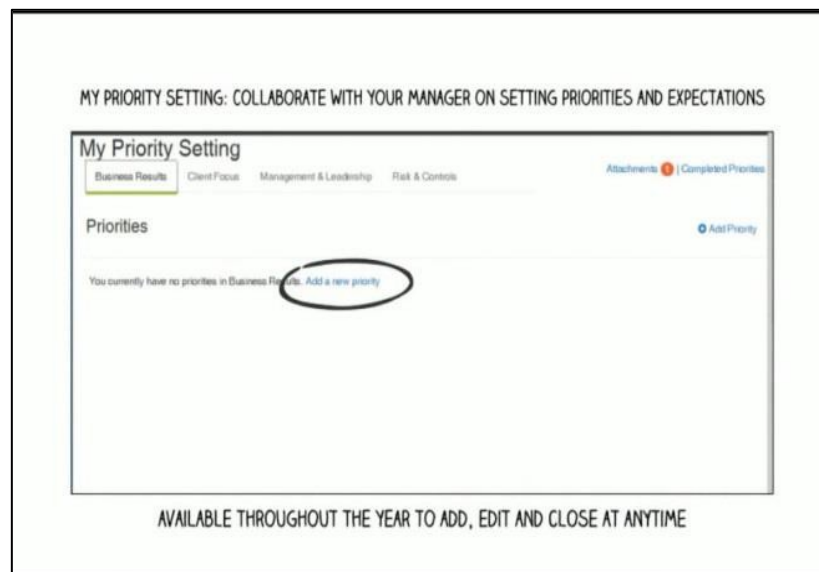 MY PRIORITY SETTING: COLLABORATE WITH YOUR MANAGER ON SETTING PRIORITIES AND EXPECTATIONS
My Priority Setting
Business Results Client Focus Management & Leadership Risk & Controls
Attachments 1 | Completed Priorities
Priorities
Add Priority
You currently have no priorities in Business Results. Add a new priority
AVAILABLE THROUGHOUT THE YEAR TO ADD, EDIT AND CLOSE AT ANYTIME